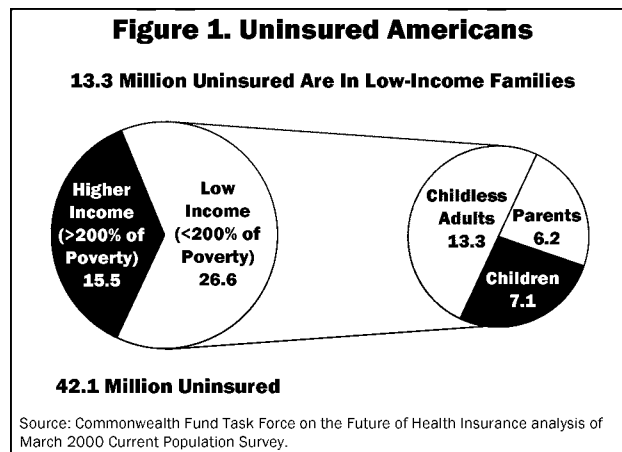 Figure 1. Uninsured Americans
13.3 Million Uninsured Are In Low-Income Families
Higher
Income
(>200% of
Poverty)
15.5
Low
Income
(<200% of
Poverty)
26.6
Childless
Adults
13.3
Parents
6.2
Children
7.1
42.1 Million Uninsured
Source: Commonwealth Fund Task Force on the Future of Health Insurance analysis of
March 2000 Current Population Survey.